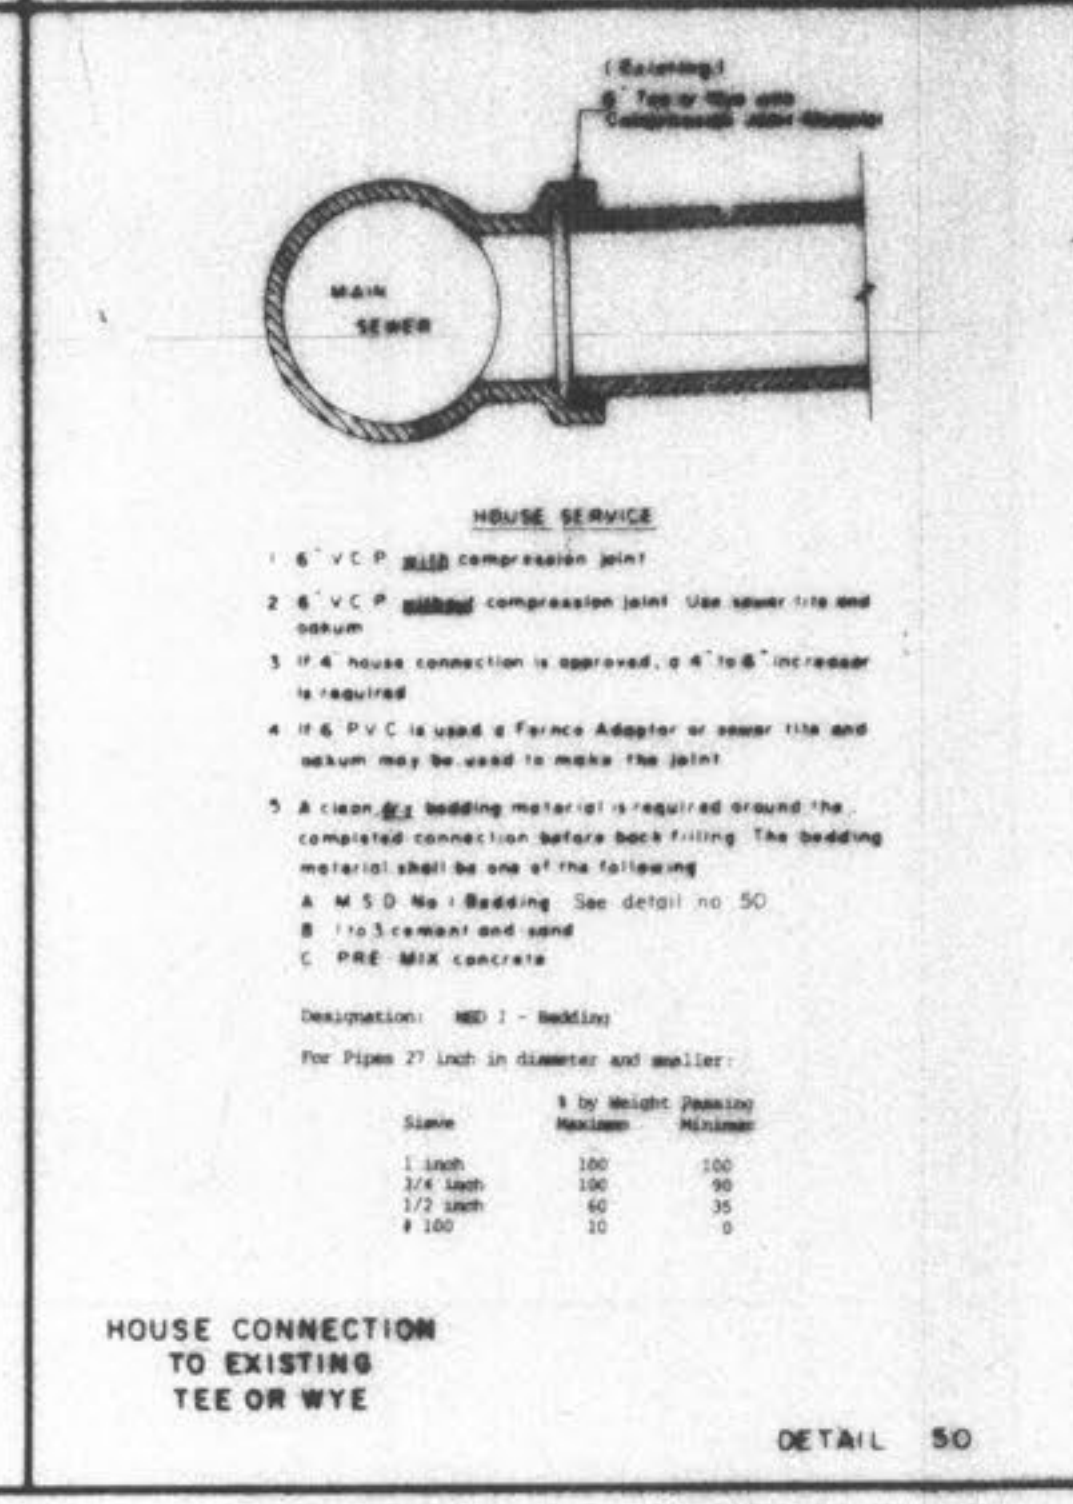 (Existing)
6" Tee or Wye with
Compression
MAIN
SEWER
HOUSE SERVICE
1 6" V C P with compression joint
2 6" V C P without compression joint Use sewer tite and
oakum
3 If 4" house connection is approved, a 4" to 6" increaser
is required
4 If 6" P V C is used a Fernco Adaptor or sewer tite and
oakum may be used to make the joint
5 A clean dry bedding material is required around the
completed connection before back filling The bedding
material shall be one of the following
A M S D No 1 Bedding See detail no 50
B 1 to 3 cement and sand
C PRE MIX concrete
Designation: MSD 1 - Bedding
For Pipes 27 inch in diameter and smaller:
% by Weight Passing
Sieve Maximum Minimum
1 inch 100 100
3/4 inch 100 90
1/2 inch 60 35
# 100 10 0
HOUSE CONNECTION
TO EXISTING
TEE OR WYE
DETAIL 50